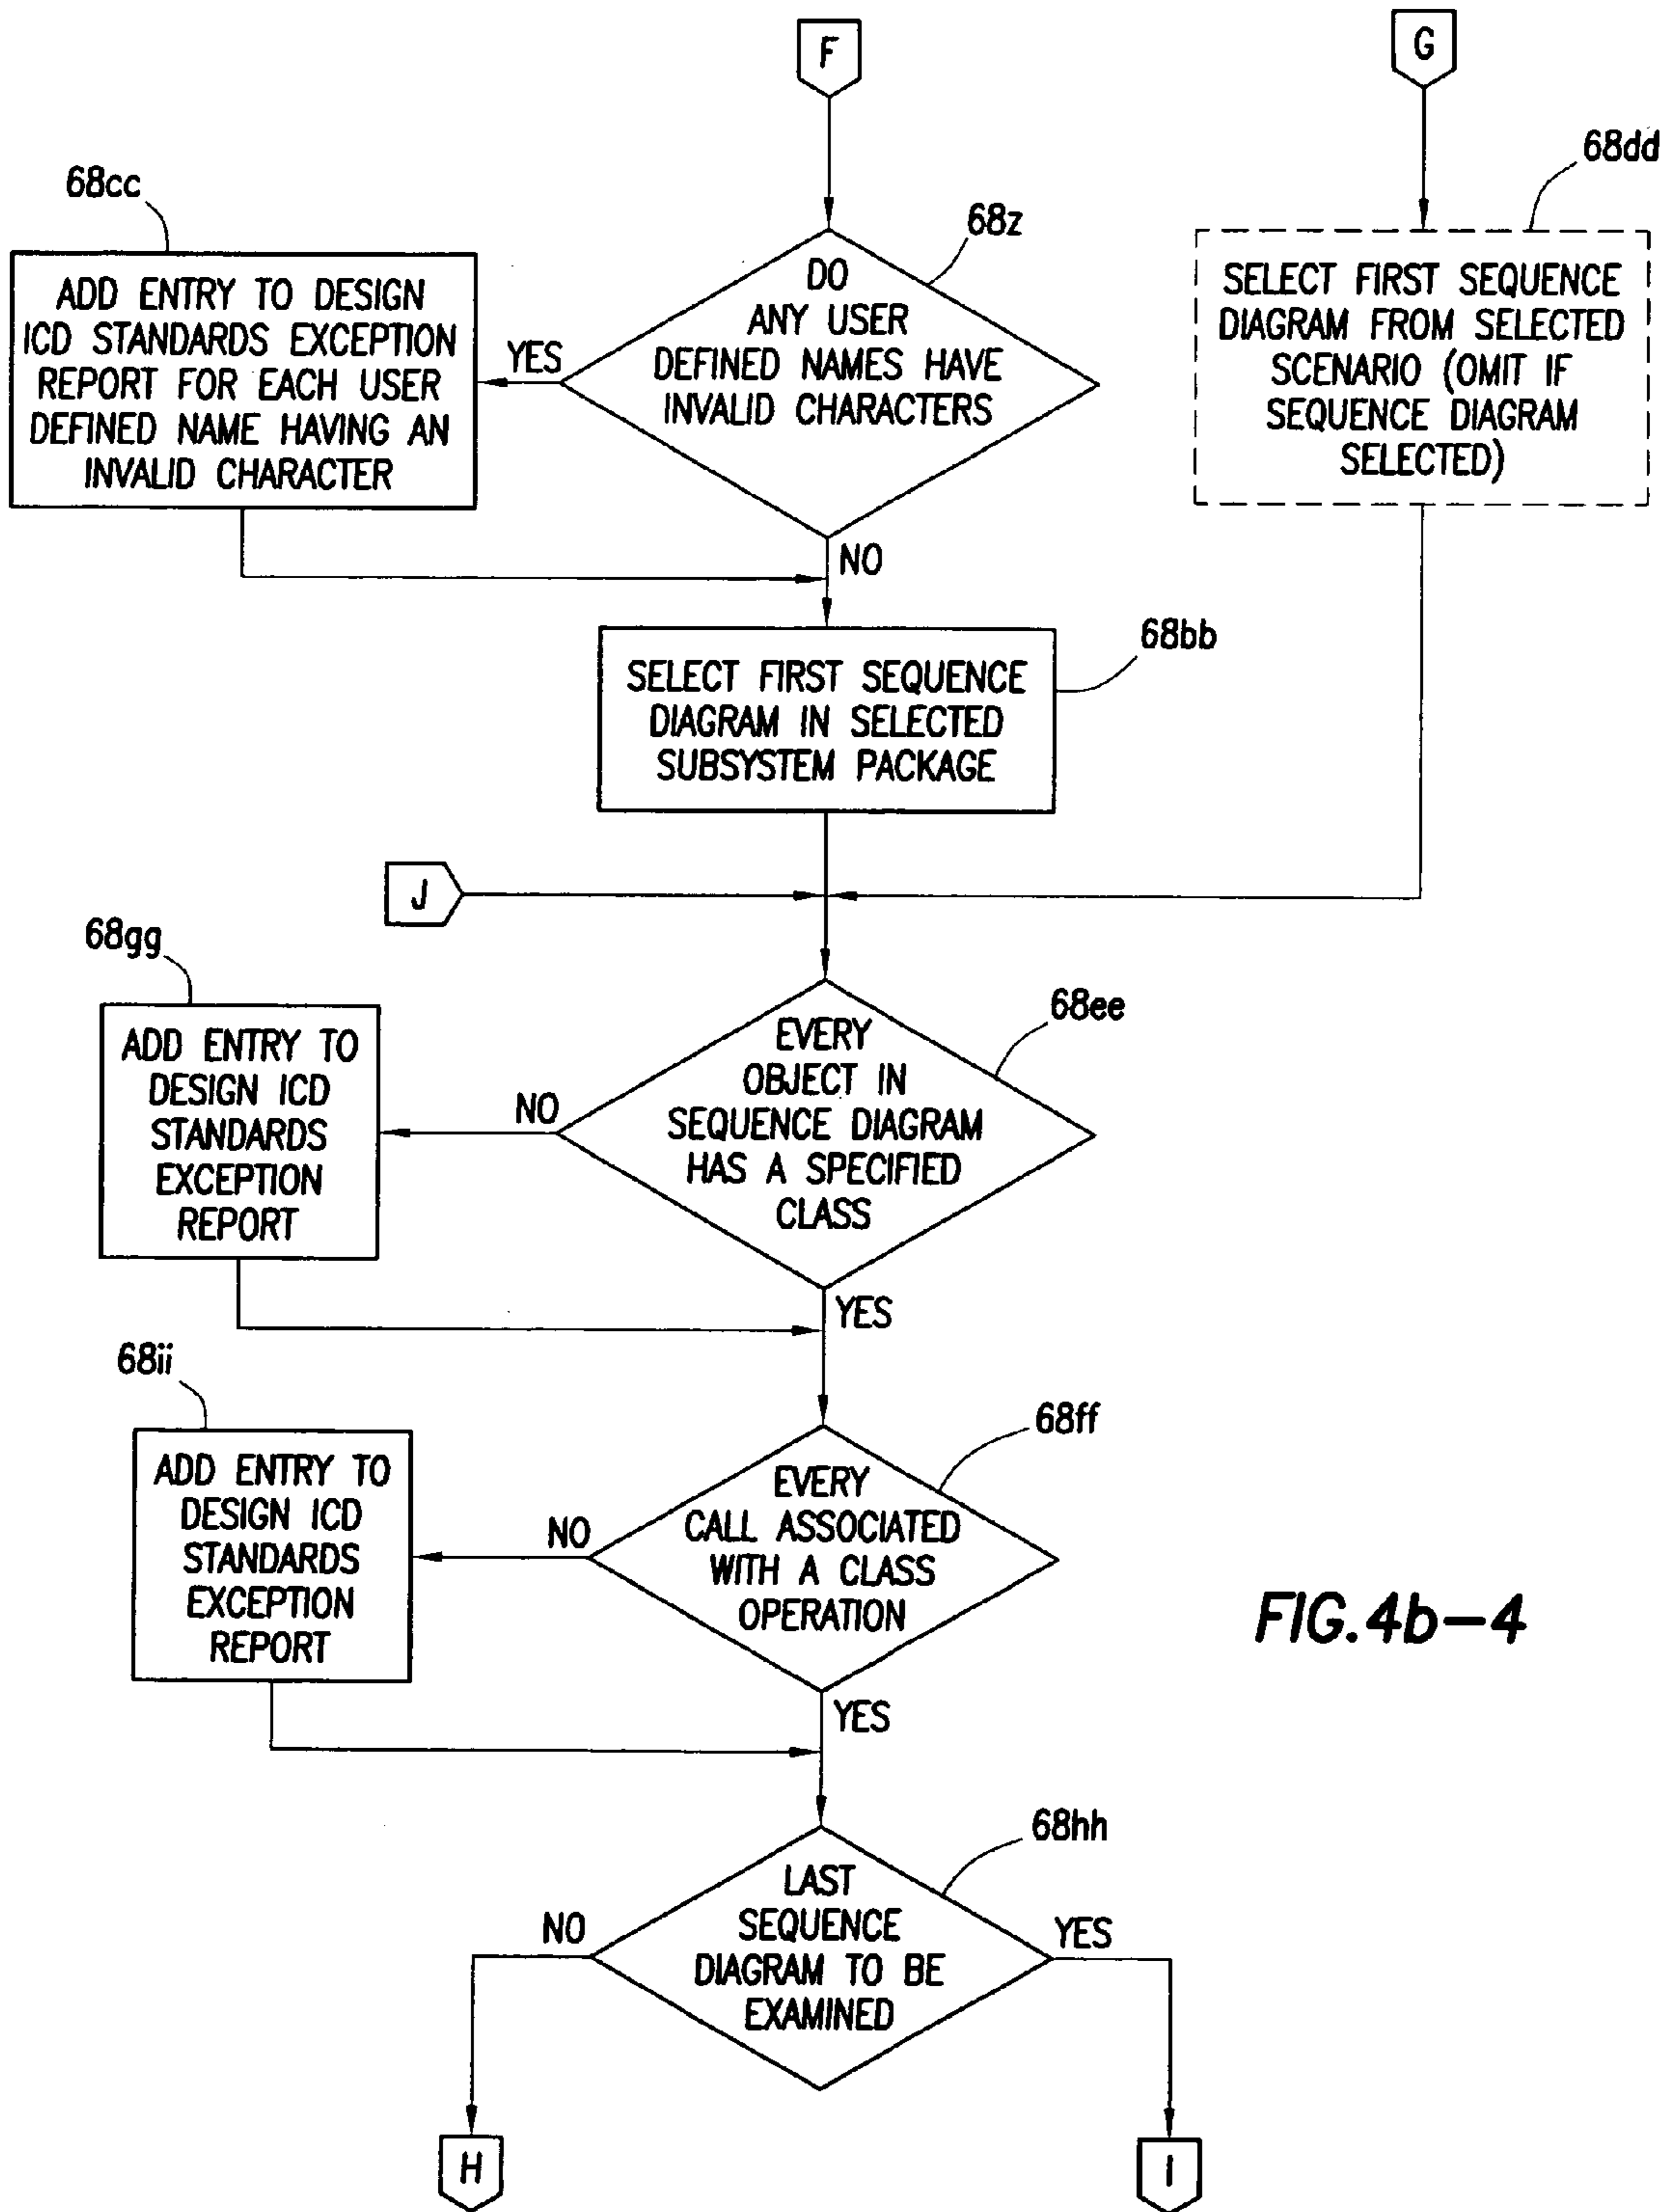 F
G
68dd
68cc
68z
ADD ENTRY TO DESIGN
ICD STANDARDS EXCEPTION
REPORT FOR EACH USER
DEFINED NAME HAVING AN
INVALID CHARACTER
YES
DO
ANY USER
DEFINED NAMES HAVE
INVALID CHARACTERS
SELECT FIRST SEQUENCE
DIAGRAM FROM SELECTED
SCENARIO (OMIT IF
SEQUENCE DIAGRAM
SELECTED)
NO
68bb
SELECT FIRST SEQUENCE
DIAGRAM IN SELECTED
SUBSYSTEM PACKAGE
J
68gg
68ee
ADD ENTRY TO
DESIGN ICD
STANDARDS
EXCEPTION
REPORT
NO
EVERY
OBJECT IN
SEQUENCE DIAGRAM
HAS A SPECIFIED
CLASS
YES
68ii
68ff
ADD ENTRY TO
DESIGN ICD
STANDARDS
EXCEPTION
REPORT
NO
EVERY
CALL ASSOCIATED
WITH A CLASS
OPERATION
FIG.4b-4
YES
68hh
NO
LAST
SEQUENCE
DIAGRAM TO BE
EXAMINED
YES
H
I